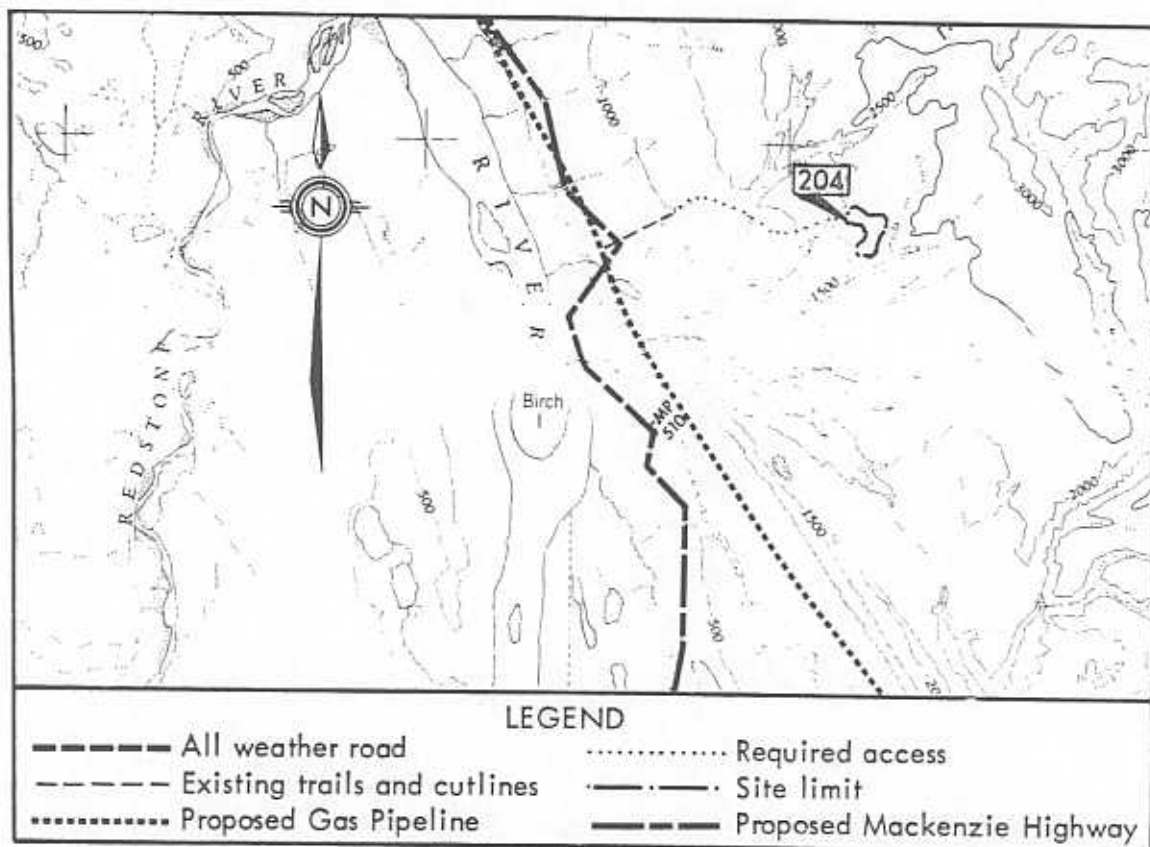 500
500
RIVER
N
RIVER
1000
1500
3000
3000
204
1500
REDSTONE
Birch
I
MP
510
500
1500
2000
500
LEGEND
All weather road
Required access
Existing trails and cutlines
Site limit
Proposed Gas Pipeline
Proposed Mackenzie Highway